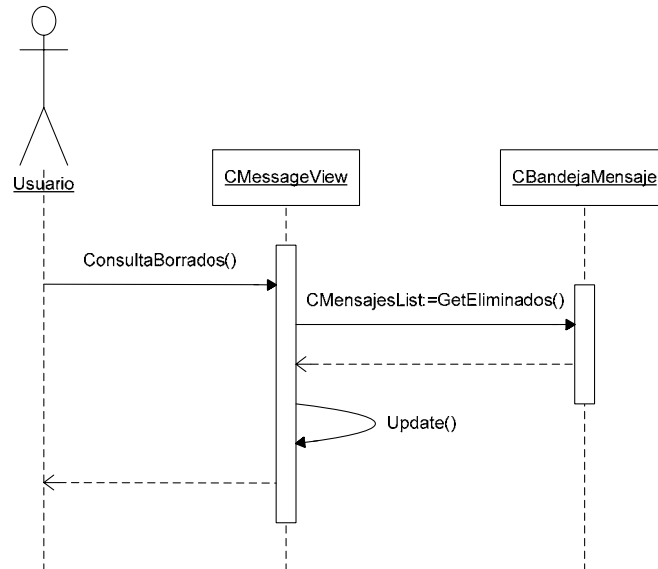 Usuario
CMessageView
CBandejaMensaje
ConsultaBorrados()
CMensajesList:=GetEliminados()
Update()